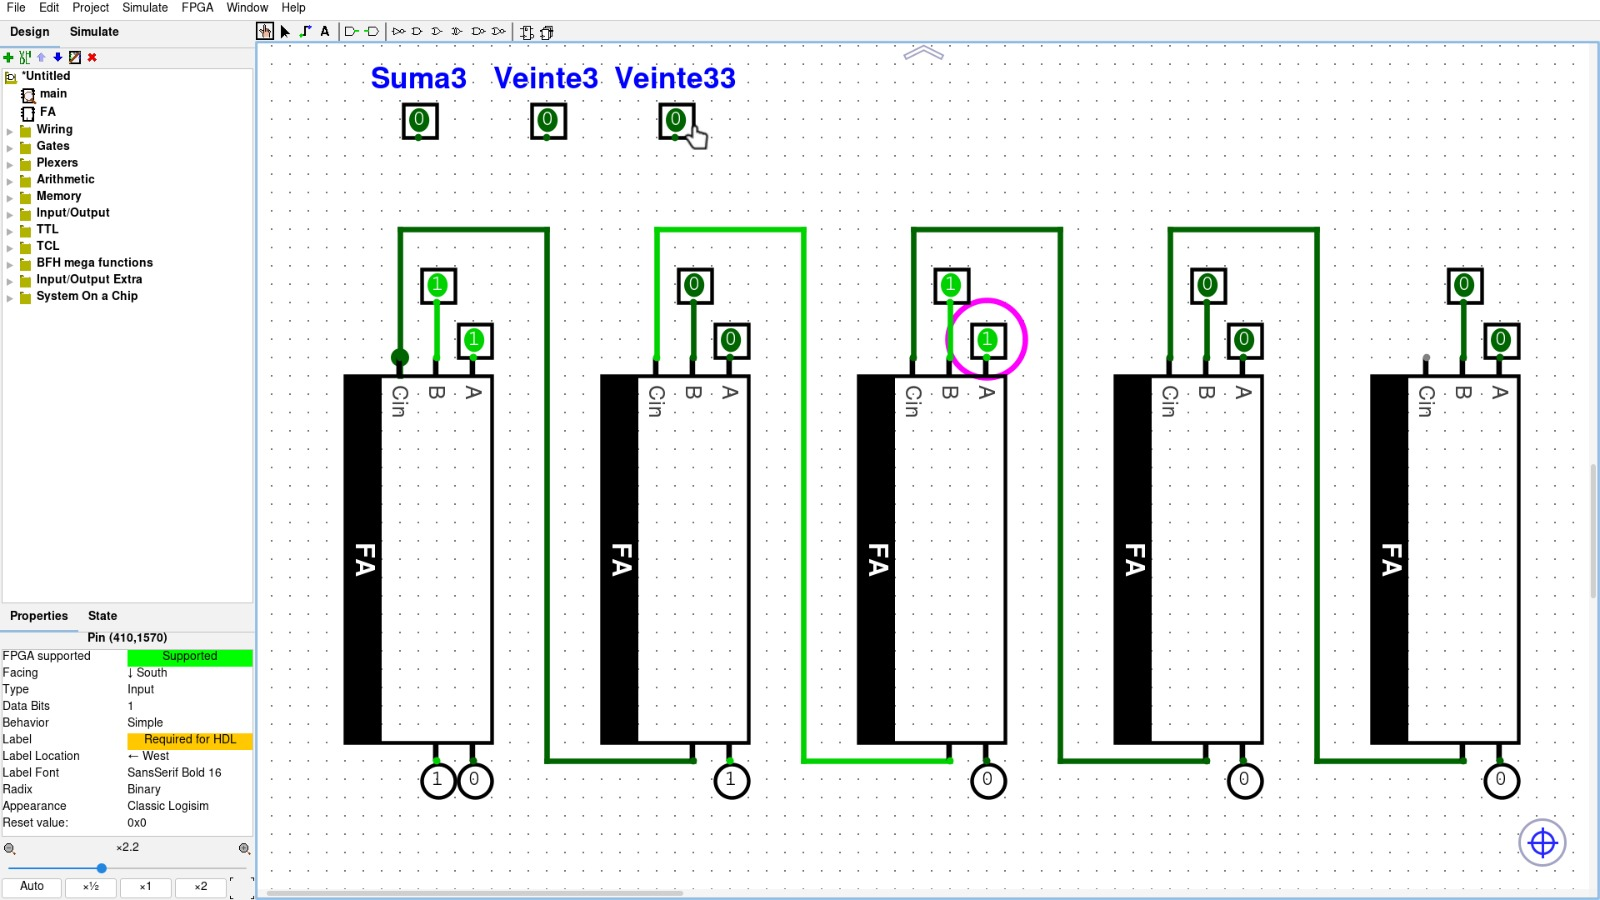 File Edit Project Simulate FPGA Window Help
Design Simulate
A
*Untitled
main
FA
Wiring
Gates
Plexers
Arithmetic
Memory
Input/Output
TTL
TCL
BFH mega functions
Input/Output Extra
System On a Chip
Properties State
Pin (410,1570)
FPGA supported Supported
Facing ↓ South
Type Input
Data Bits 1
Behavior Simple
Label Required for HDL
Label Location ← West
Label Font SansSerif Bold 16
Radix Binary
Appearance Classic Logisim
Reset value: 0x0
×2.2
Auto ×½ ×1 ×2
Suma3 Veinte3 Veinte33
0 0 0
1 0 1 0 0
1 0 1 0 0
Cin B A Cin B A Cin B A Cin B A Cin B A
FA FA FA FA FA
1 0 1 0 0 0